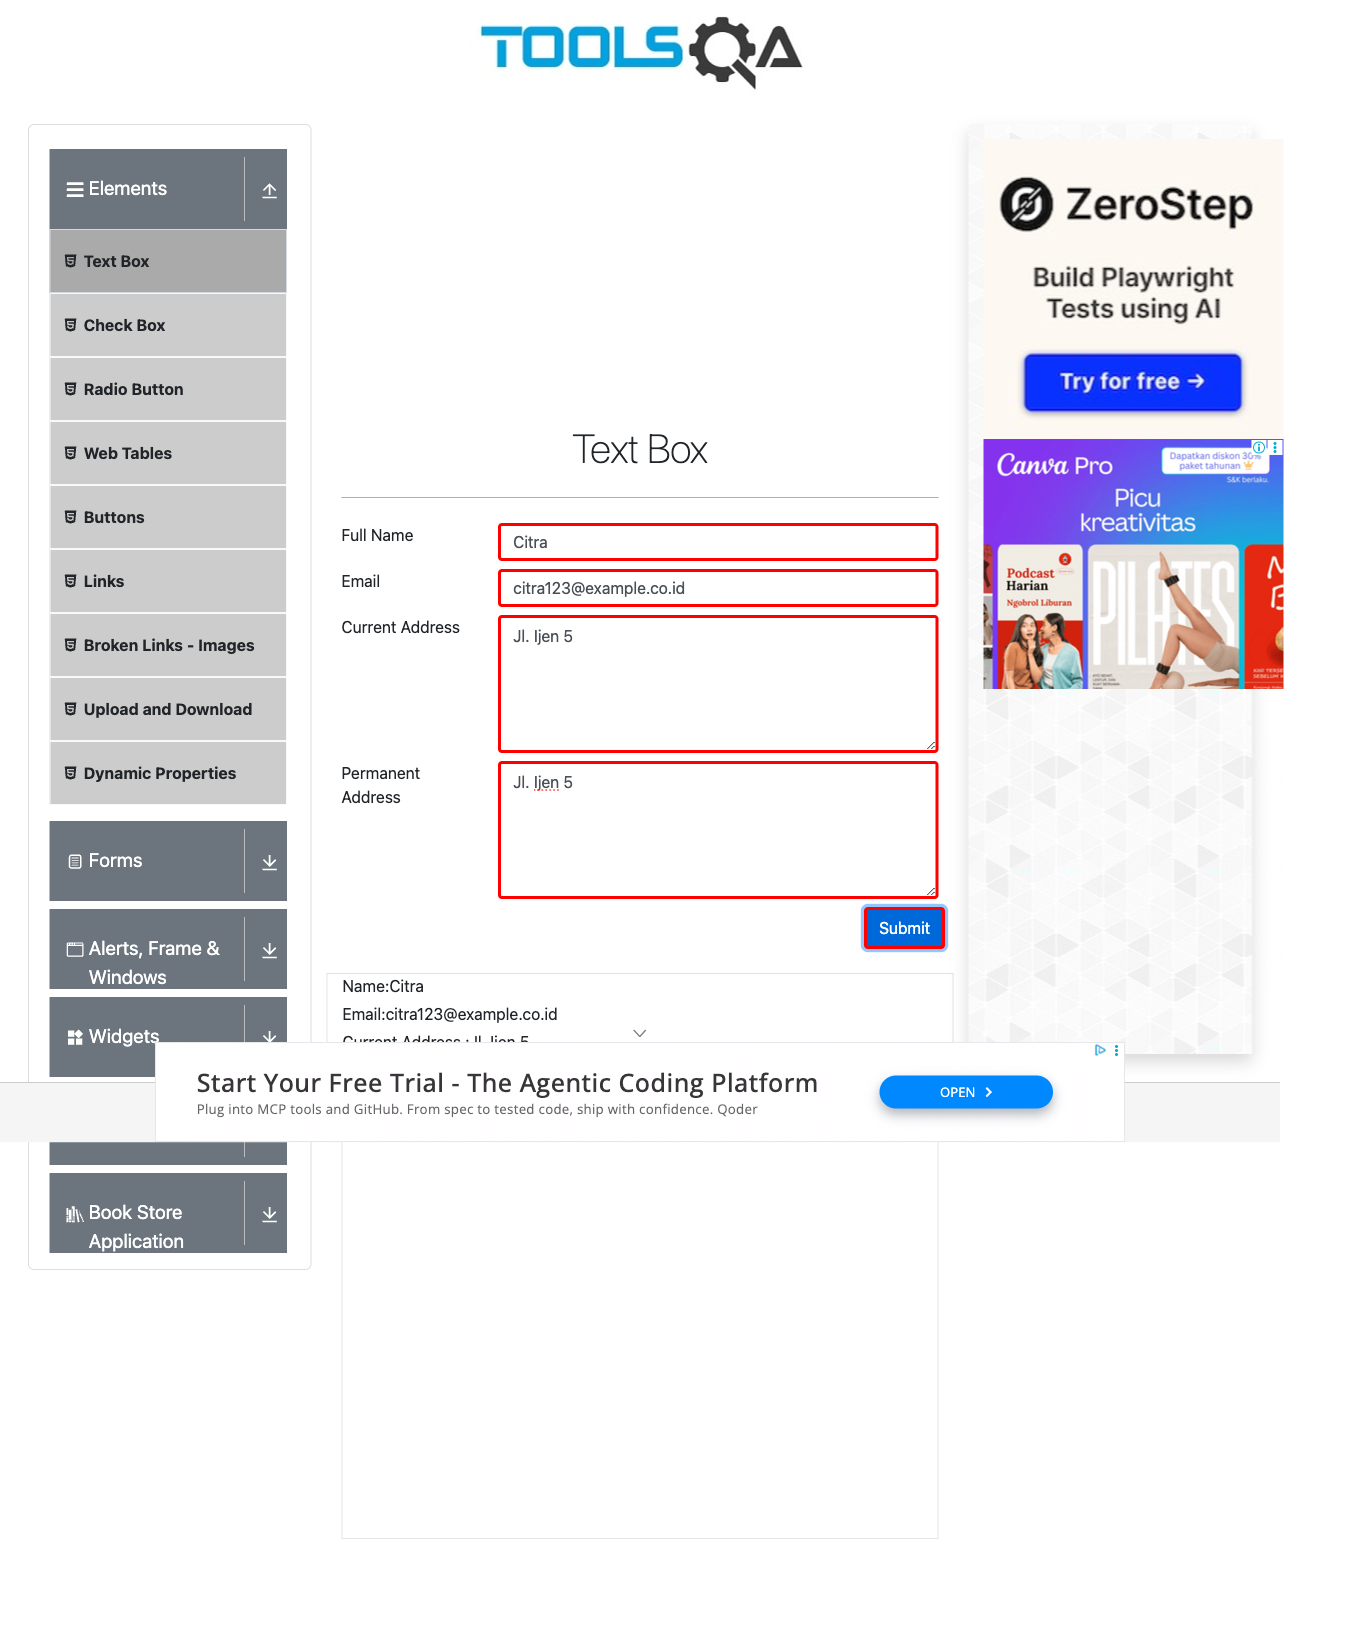 TOOLSQA
Elements
Text Box
Check Box
Radio Button
Web Tables
Buttons
Links
Broken Links - Images
Upload and Download
Dynamic Properties
Forms
Alerts, Frame &
Windows
Widgets
Book Store
Application
Text Box
Full Name
Citra
Email
citra123@example.co.id
Current Address
Jl. Ijen 5
Permanent
Address
Jl. Ijen 5
Submit
Name:Citra
Email:citra123@example.co.id
Current Address : Jl. Ijen 5
ZeroStep
Build Playwright
Tests using AI
Try for free →
Canva Pro
Dapatkan diskon 30%
paket tahunan
S&K berlaku.
Picu
kreativitas
Podcast
Harian
Ngobrol Liburan
PILATES
Start Your Free Trial - The Agentic Coding Platform
Plug into MCP tools and GitHub. From spec to tested code, ship with confidence. Qoder
OPEN